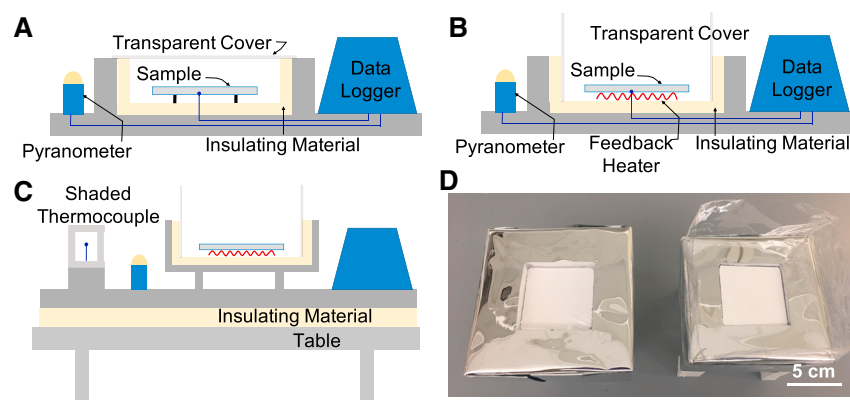 A
Transparent Cover
Sample
Data
Logger
Pyranometer
Insulating Material
B
Transparent Cover
Sample
Data
Logger
Pyranometer
Feedback
Heater
Insulating Material
C
Shaded
Thermocouple
Insulating Material
Table
D
5 cm